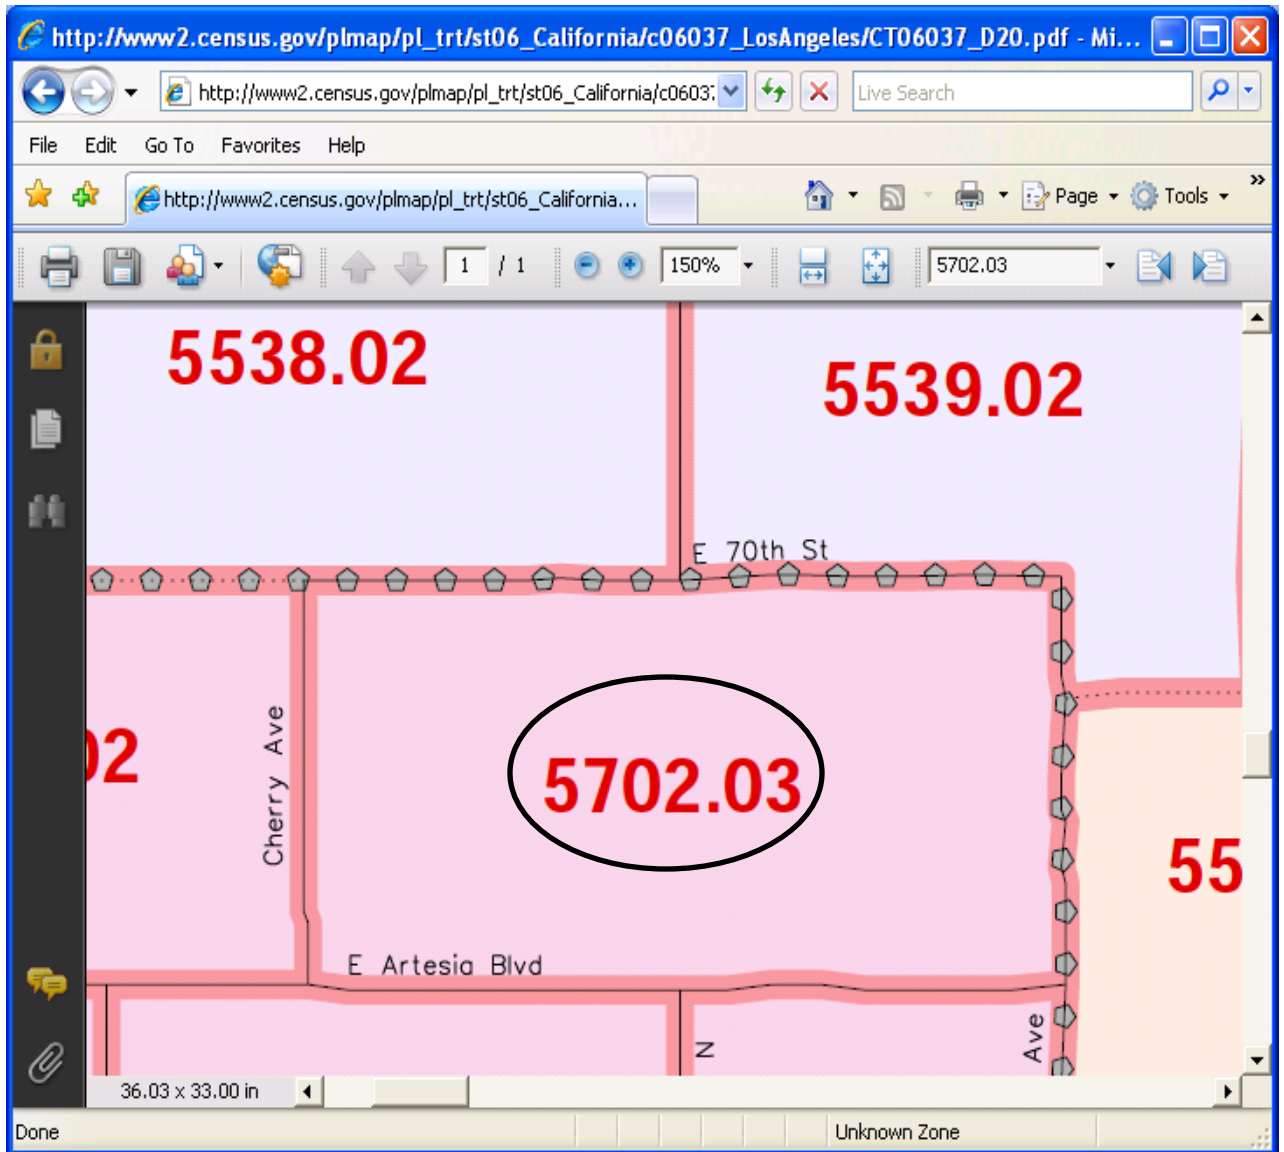 http://www2.census.gov/plmap/pl_trt/st06_California/c06037_LosAngeles/CT06037_D20.pdf - Mi...
http://www2.census.gov/plmap/pl_trt/st06_California/c06037
Live Search
File Edit Go To Favorites Help
http://www2.census.gov/plmap/pl_trt/st06_California... Page Tools »
1 / 1 150% 5702.03
5538.02
5539.02
E 70th St
Cherry Ave
02
5702.03
55
E Artesia Blvd
N
Ave
36.03 x 33.00 in
Done Unknown Zone